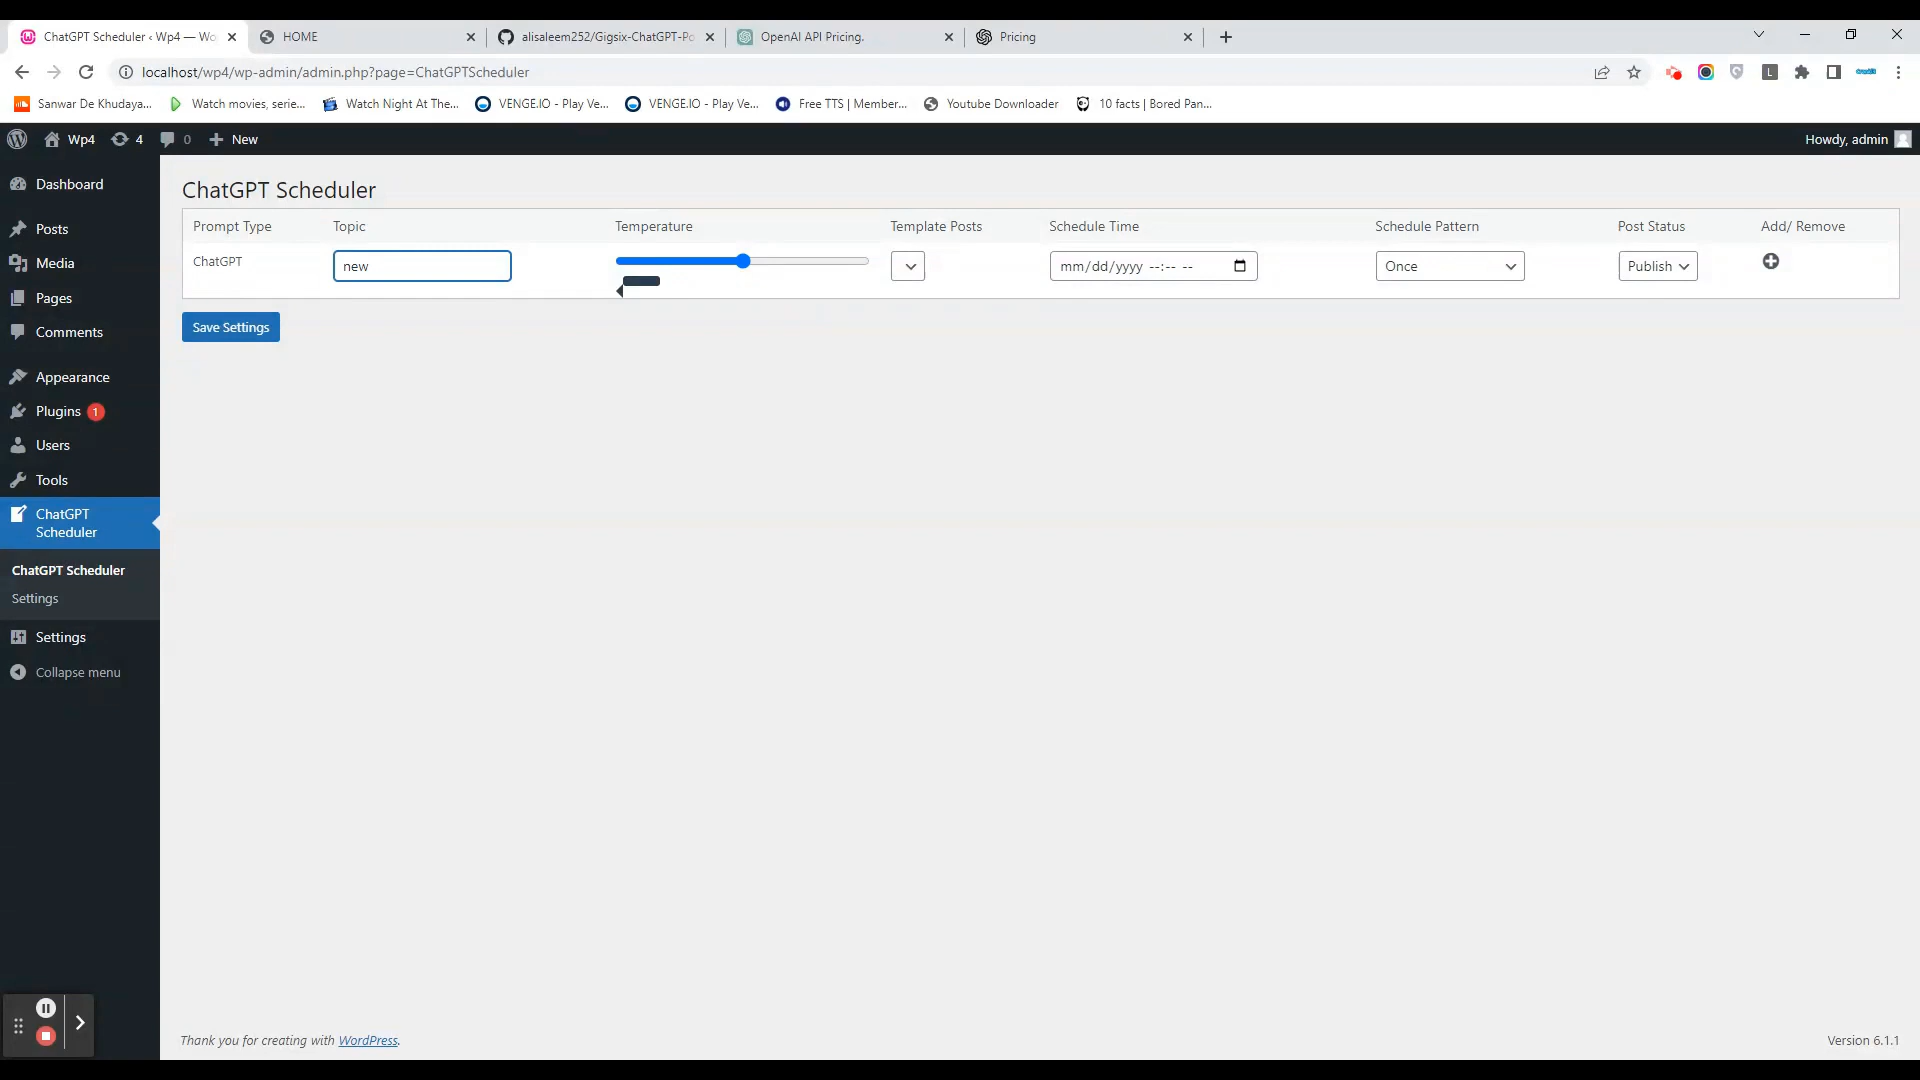 ChatGPT Scheduler ‹ Wp4 — Wo
HOME
alisaleem252/Gigsix-ChatGPT-Po
OpenAI API Pricing.
Pricing
localhost/wp4/wp-admin/admin.php?page=ChatGPTScheduler
L
Sanwar De Khudaya...
Watch movies, serie...
Watch Night At The...
VENGE.IO - Play Ve...
VENGE.IO - Play Ve...
Free TTS | Member...
Youtube Downloader
10 facts | Bored Pan...
Wp4
4
0
New
Howdy, admin
Dashboard
Posts
Media
Pages
Comments
Appearance
Plugins 1
Users
Tools
ChatGPT
Scheduler
ChatGPT Scheduler
Settings
Settings
Collapse menu
ChatGPT Scheduler
Prompt Type Topic Temperature Template Posts Schedule Time Schedule Pattern Post Status Add/ Remove
ChatGPT new mm/dd/yyyy --:-- -- Once Publish
Save Settings
Thank you for creating with WordPress.
Version 6.1.1